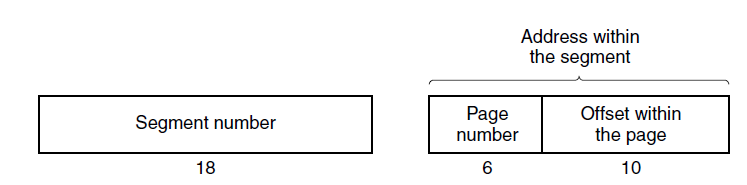 Address within
the segment
Segment number
Page
number
Offset within
the page
18
6
10